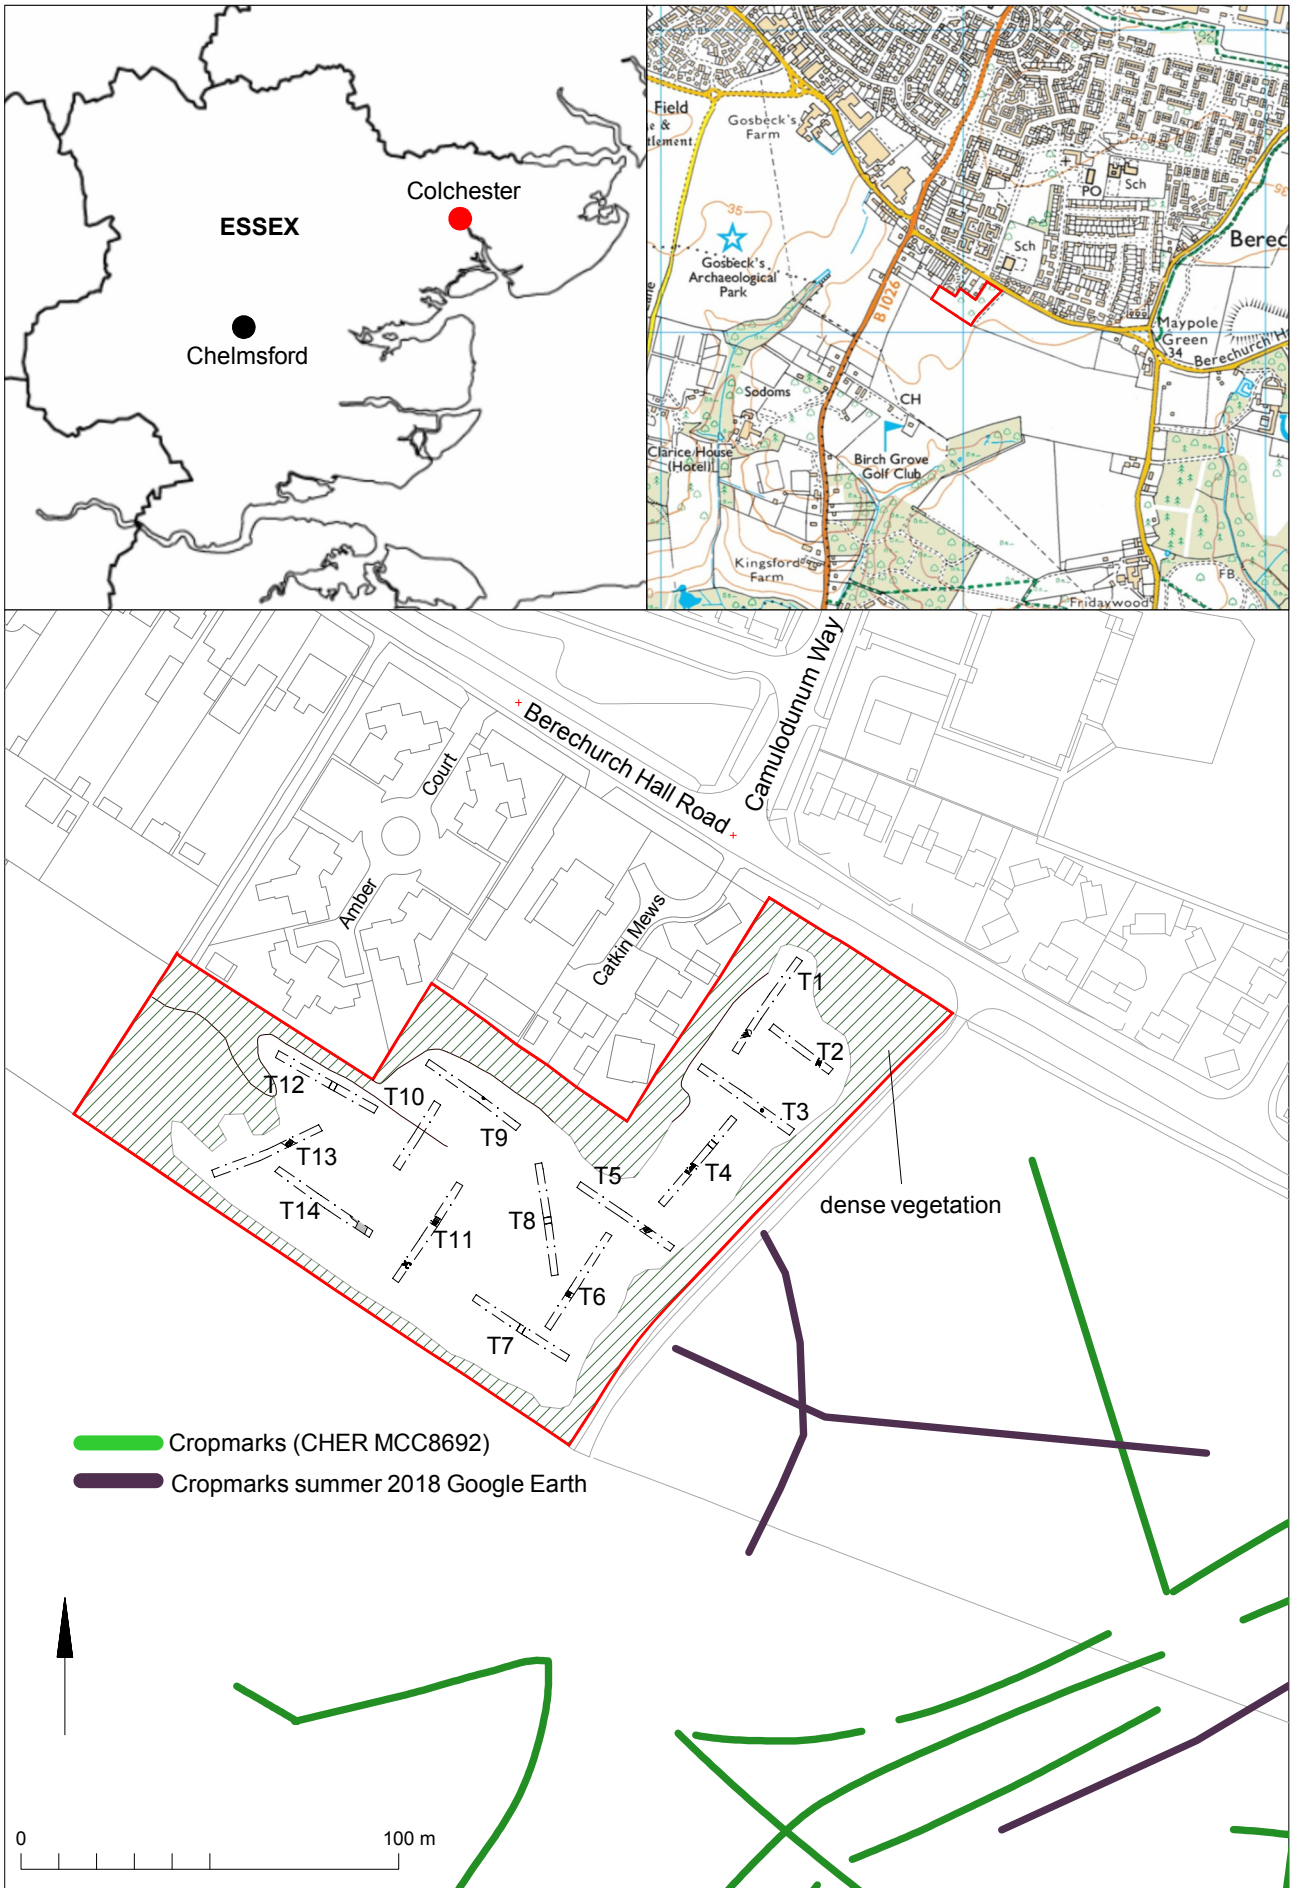 Colchester
ESSEX
Chelmsford
Field
Gosbeck's
Farm
35
Gosbeck's
Archaeological
Park
B 1026
PO
Sch
Sch
Berec
Maypole
Green
34
Berechurch H
Sodoms
CH
Clarice House
(Hotel)
Birch Grove
Golf Club
Kingsford
Farm
FB
Fridaywood
Camulodunum Way
Berechurch Hall Road
Court
Amber
Catkin Mews
T1
T2
T3
T4
T5
T6
T7
T8
T9
T10
T11
T12
T13
T14
dense vegetation
Cropmarks (CHER MCC8692)
Cropmarks summer 2018 Google Earth
0
100 m